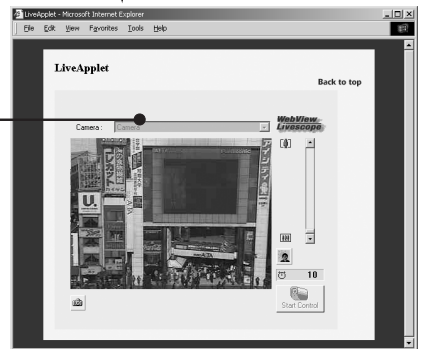 LiveApplet - Microsoft Internet Explorer
File Edit View Favorites Tools Help
LiveApplet
Back to top
Camera : Camera
WebView
Livescope
U.
ALTA
10
Start Control